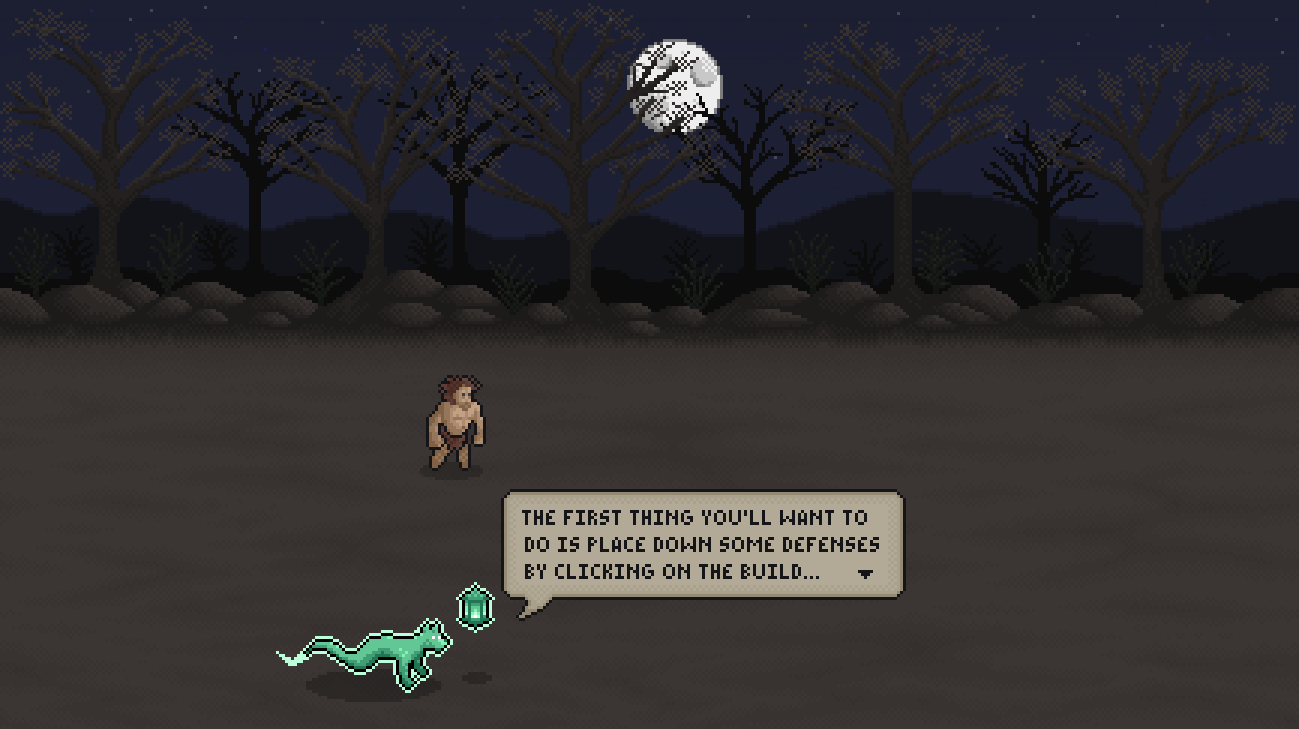 THE FIRST THING YOU'LL WANT TO
DO IS PLACE DOWN SOME DEFENSES
BY CLICKING ON THE BUILD...